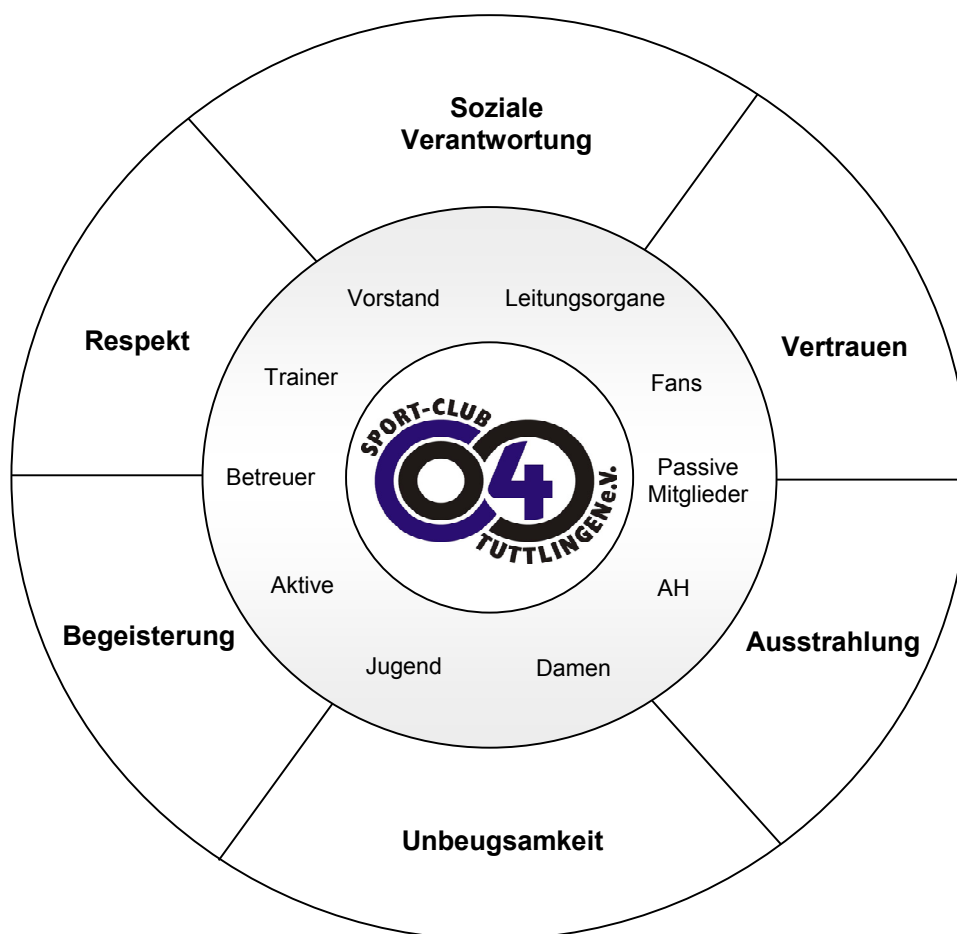 Soziale
Verantwortung
Vorstand
Leitungsorgane
Respekt
Vertrauen
Trainer
Fans
SPORT-CLUB
04
TUTTLINGEN e.V.
Betreuer
Passive
Mitglieder
Aktive
AH
Begeisterung
Ausstrahlung
Jugend
Damen
Unbeugsamkeit